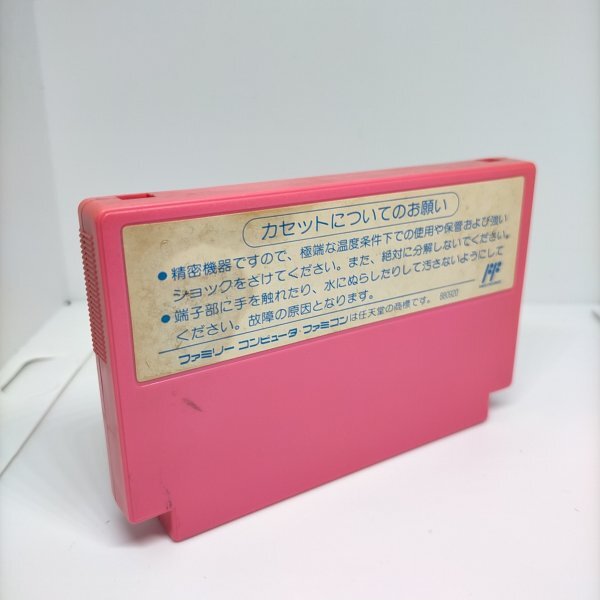 カセットについてのお願い
●精密機器ですので、極端な温度条件下での使用や保管および強い
ショックをさけてください。また、絶対に分解しないでください。
●端子部に手を触れたり、水にぬらしたりして汚さないようにして
ください。故障の原因となります。
ファミリーコンピュータ・ファミコンは任天堂の商標です。 880920
FF